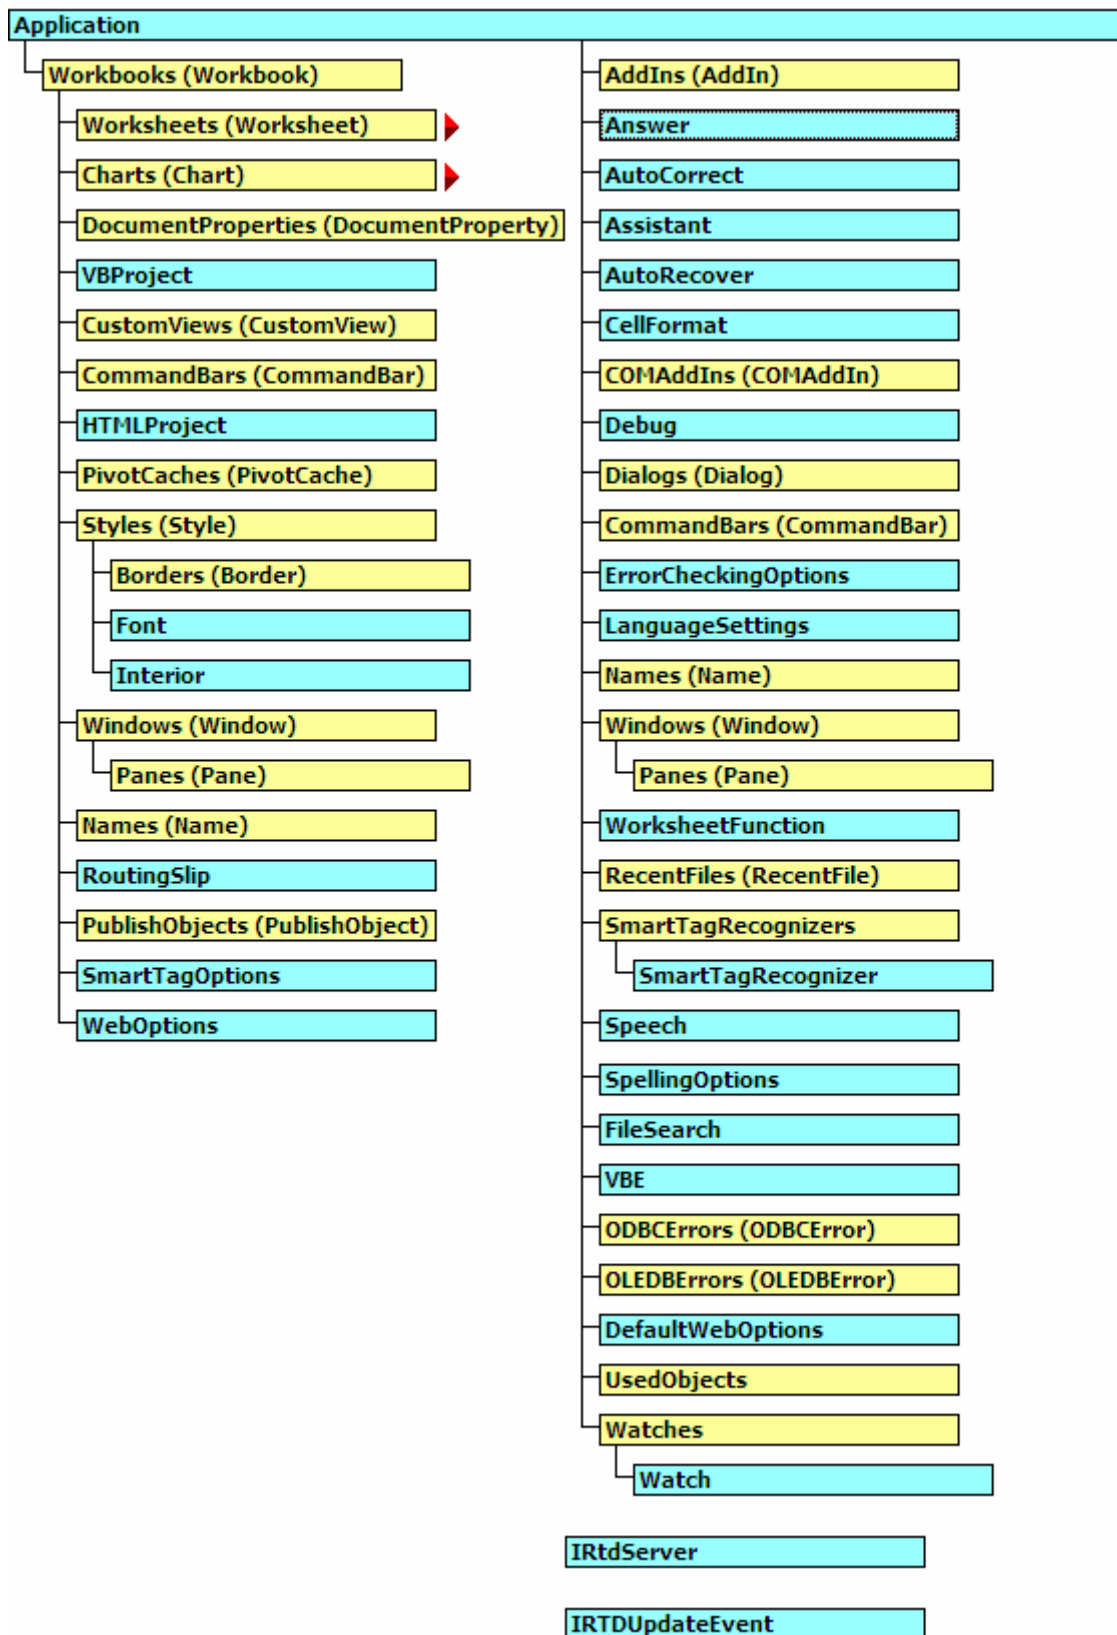 Application
Workbooks (Workbook)
Worksheets (Worksheet)
Charts (Chart)
DocumentProperties (DocumentProperty)
VBProject
CustomViews (CustomView)
CommandBars (CommandBar)
HTMLProject
PivotCaches (PivotCache)
Styles (Style)
Borders (Border)
Font
Interior
Windows (Window)
Panes (Pane)
Names (Name)
RoutingSlip
PublishObjects (PublishObject)
SmartTagOptions
WebOptions
AddIns (AddIn)
Answer
AutoCorrect
Assistant
AutoRecover
CellFormat
COMAddIns (COMAddIn)
Debug
Dialogs (Dialog)
CommandBars (CommandBar)
ErrorCheckingOptions
LanguageSettings
Names (Name)
Windows (Window)
Panes (Pane)
WorksheetFunction
RecentFiles (RecentFile)
SmartTagRecognizers
SmartTagRecognizer
Speech
SpellingOptions
FileSearch
VBE
ODBCErrors (ODBCError)
OLEDBErrors (OLEDBError)
DefaultWebOptions
UsedObjects
Watches
Watch
IRtdServer
IRTDUpdateEvent